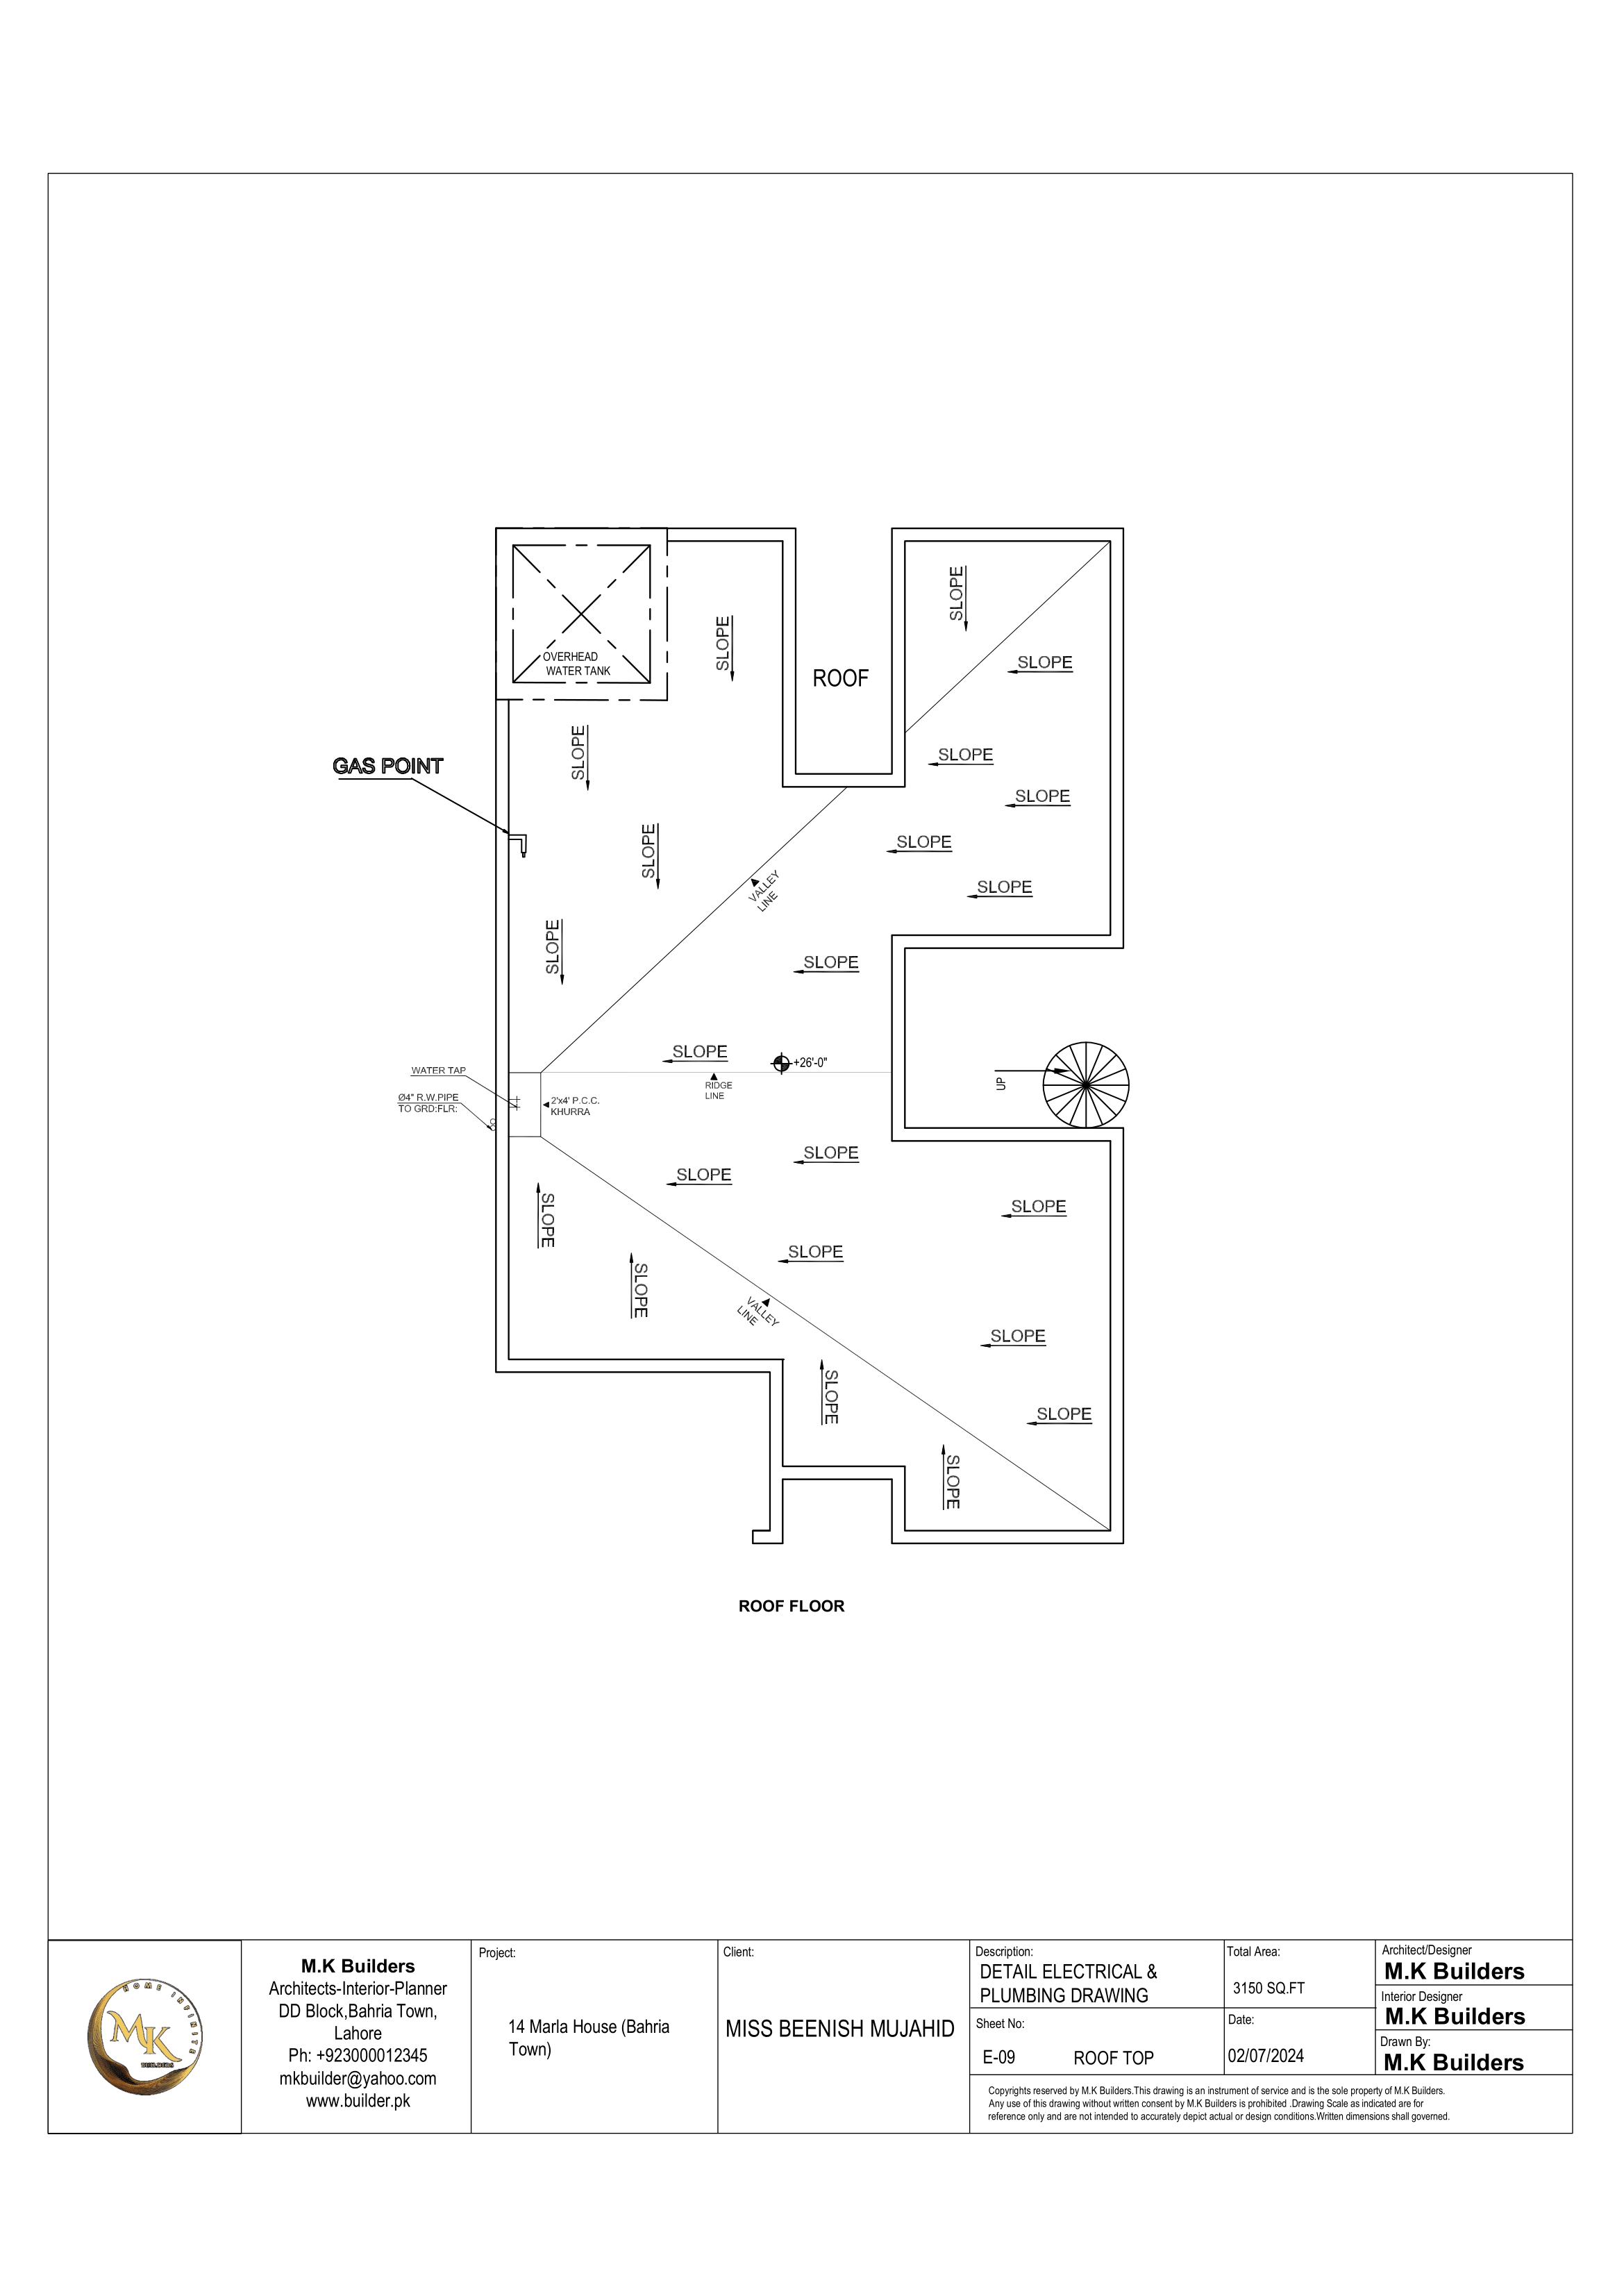 SLOPE
SLOPE
OVERHEAD
WATER TANK
SLOPE
ROOF
SLOPE
SLOPE
GAS POINT
SLOPE
SLOPE
SLOPE
SLOPE
VALLEY
LINE
SLOPE
SLOPE
SLOPE
+26'-0"
WATER TAP
RIDGE
LINE
Ø4" R.W.PIPE
TO GRD:FLR:
2'x4' P.C.C.
KHURRA
UP
SLOPE
SLOPE
SLOPE
SLOPE
SLOPE
SLOPE
VALLEY
LINE
SLOPE
SLOPE
SLOPE
SLOPE
ROOF FLOOR
HOME INFINITE
MK
BUILDERS
M.K Builders
Architects-Interior-Planner
DD Block,Bahria Town,
Lahore
Ph: +923000012345
mkbuilder@yahoo.com
www.builder.pk
Project:
14 Marla House (Bahria
Town)
Client:
MISS BEENISH MUJAHID
Description:
DETAIL ELECTRICAL &
PLUMBING DRAWING
Sheet No:
E-09 ROOF TOP
Total Area:
3150 SQ.FT
Date:
02/07/2024
Architect/Designer
M.K Builders
Interior Designer
M.K Builders
Drawn By:
M.K Builders
Copyrights reserved by M.K Builders.This drawing is an instrument of service and is the sole property of M.K Builders.
Any use of this drawing without written consent by M.K Builders is prohibited .Drawing Scale as indicated are for
reference only and are not intended to accurately depict actual or design conditions.Written dimensions shall governed.